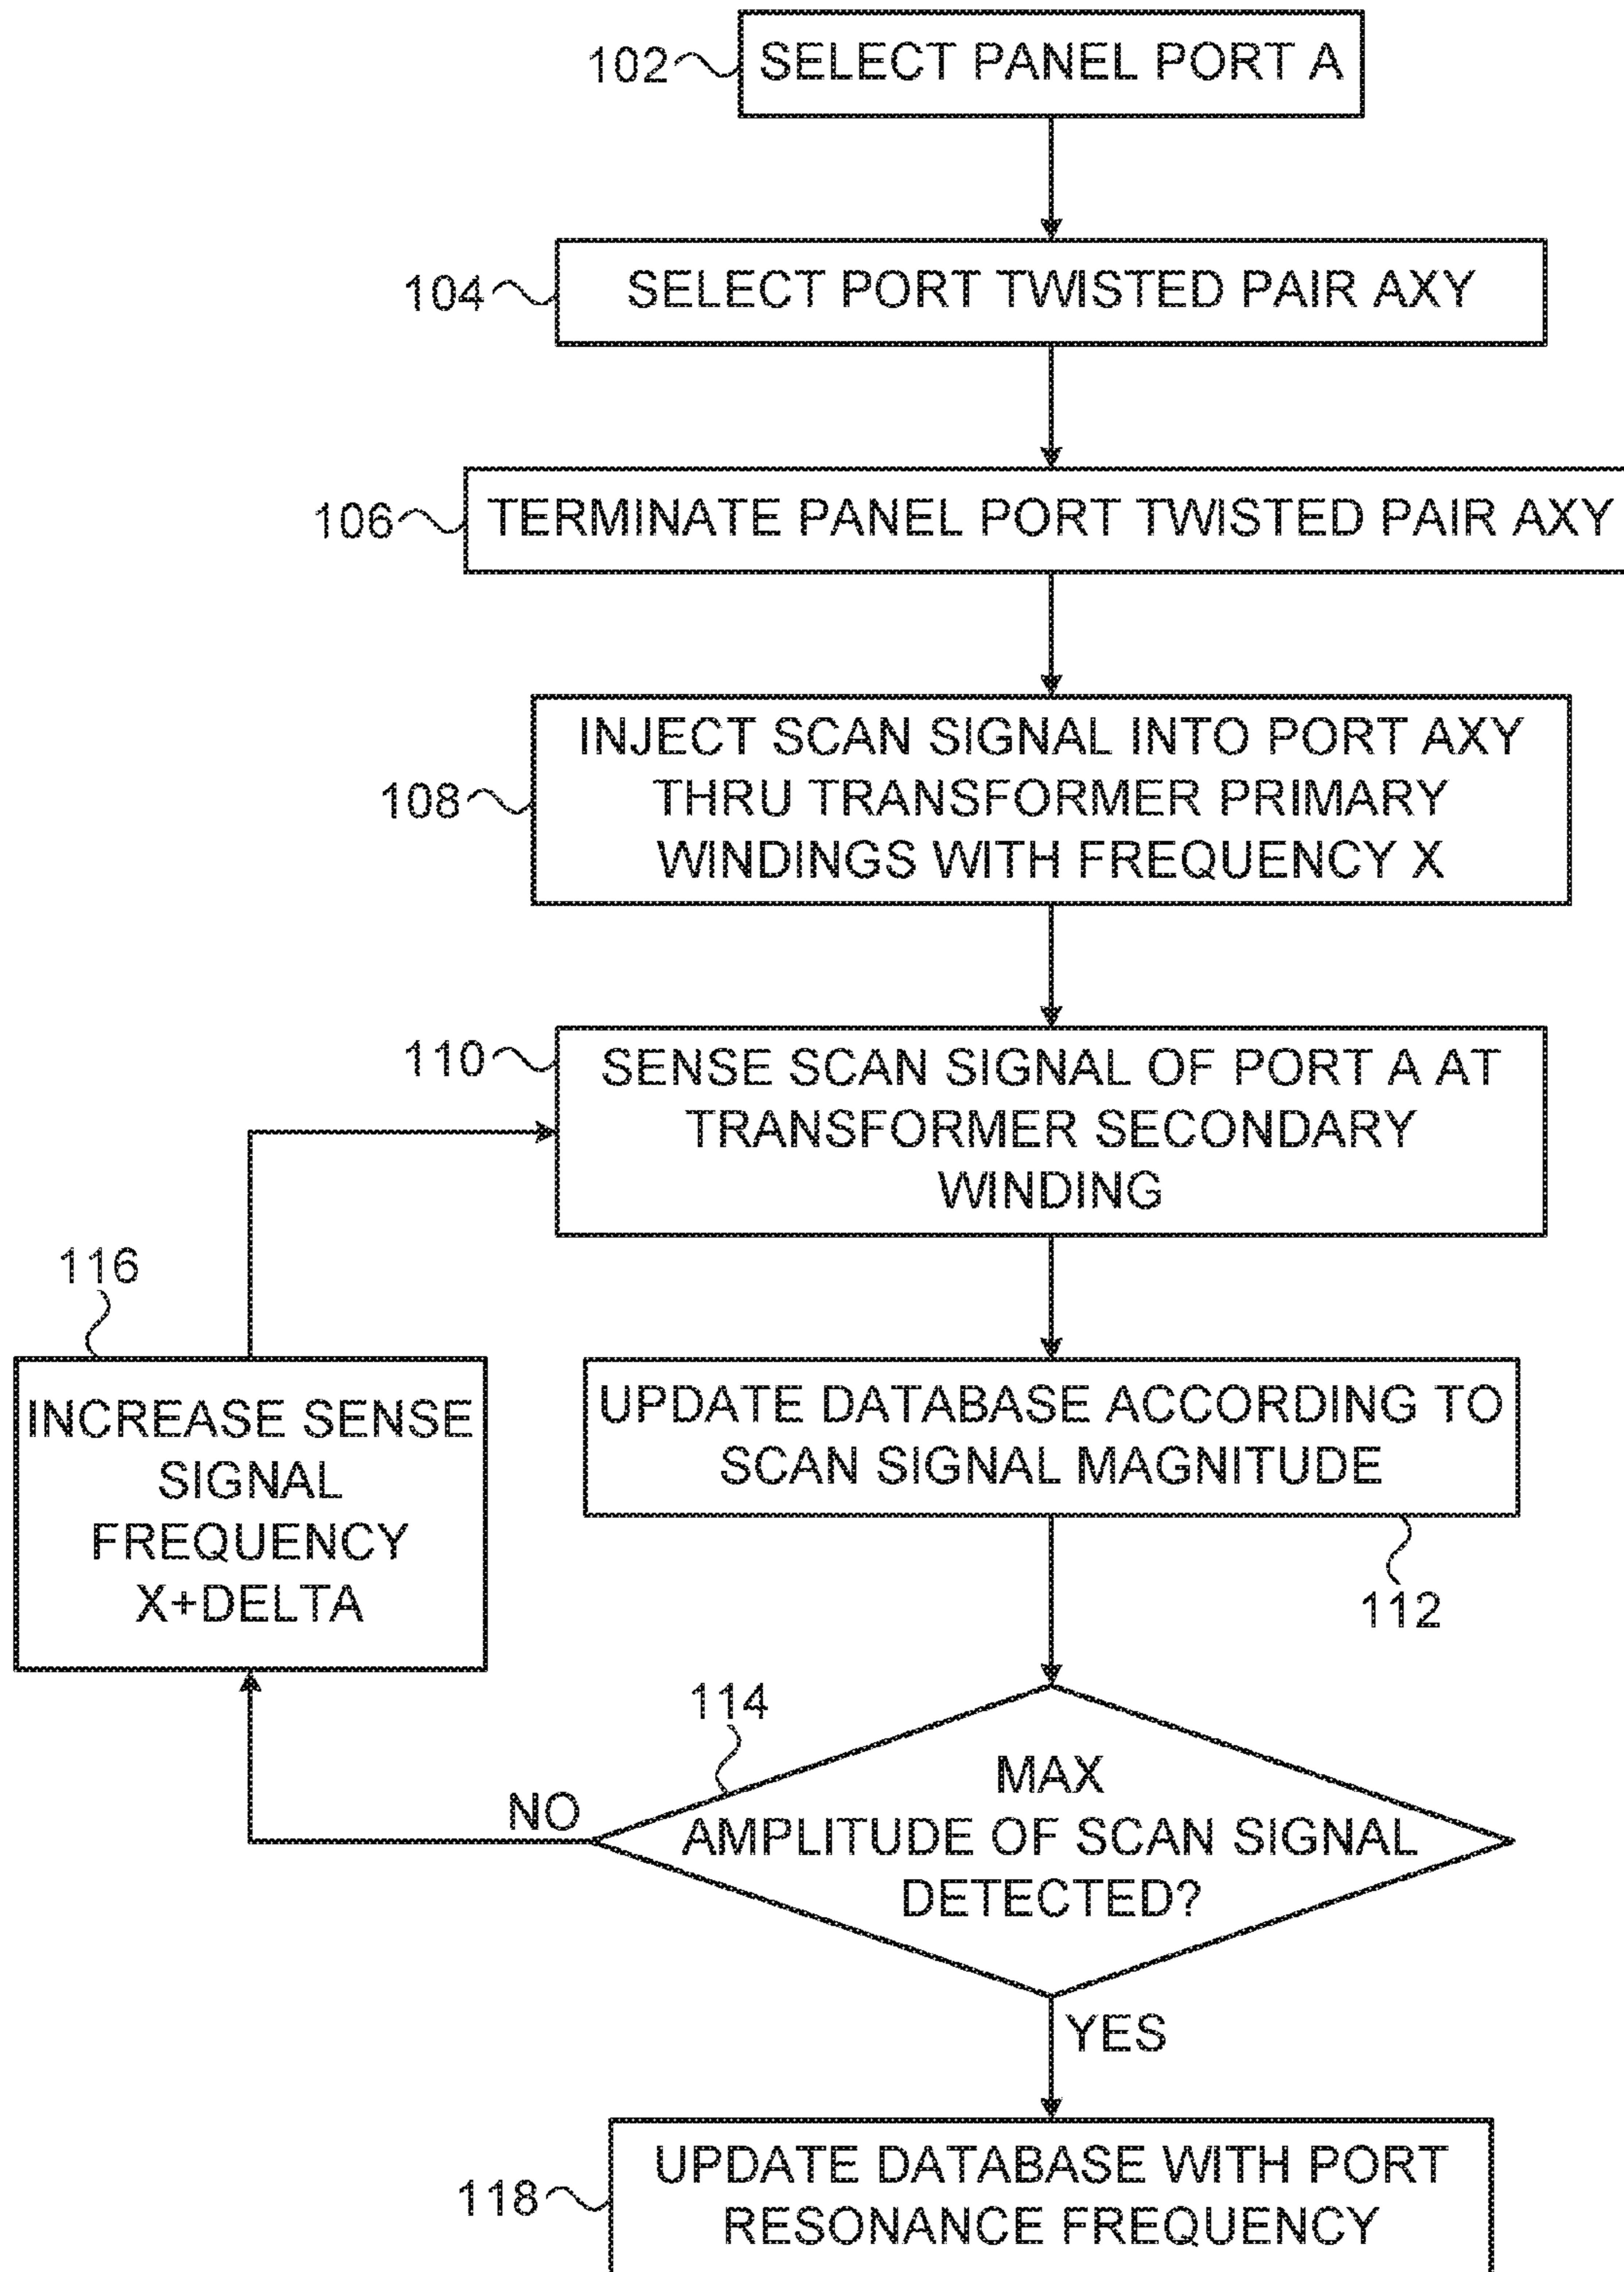 102
SELECT PANEL PORT A
104
SELECT PORT TWISTED PAIR AXY
106
TERMINATE PANEL PORT TWISTED PAIR AXY
108
INJECT SCAN SIGNAL INTO PORT AXY
THRU TRANSFORMER PRIMARY
WINDINGS WITH FREQUENCY X
110
SENSE SCAN SIGNAL OF PORT A AT
TRANSFORMER SECONDARY
WINDING
116
INCREASE SENSE
SIGNAL
FREQUENCY
X+DELTA
UPDATE DATABASE ACCORDING TO
SCAN SIGNAL MAGNITUDE
112
114
MAX
AMPLITUDE OF SCAN SIGNAL
DETECTED?
NO
YES
118
UPDATE DATABASE WITH PORT
RESONANCE FREQUENCY